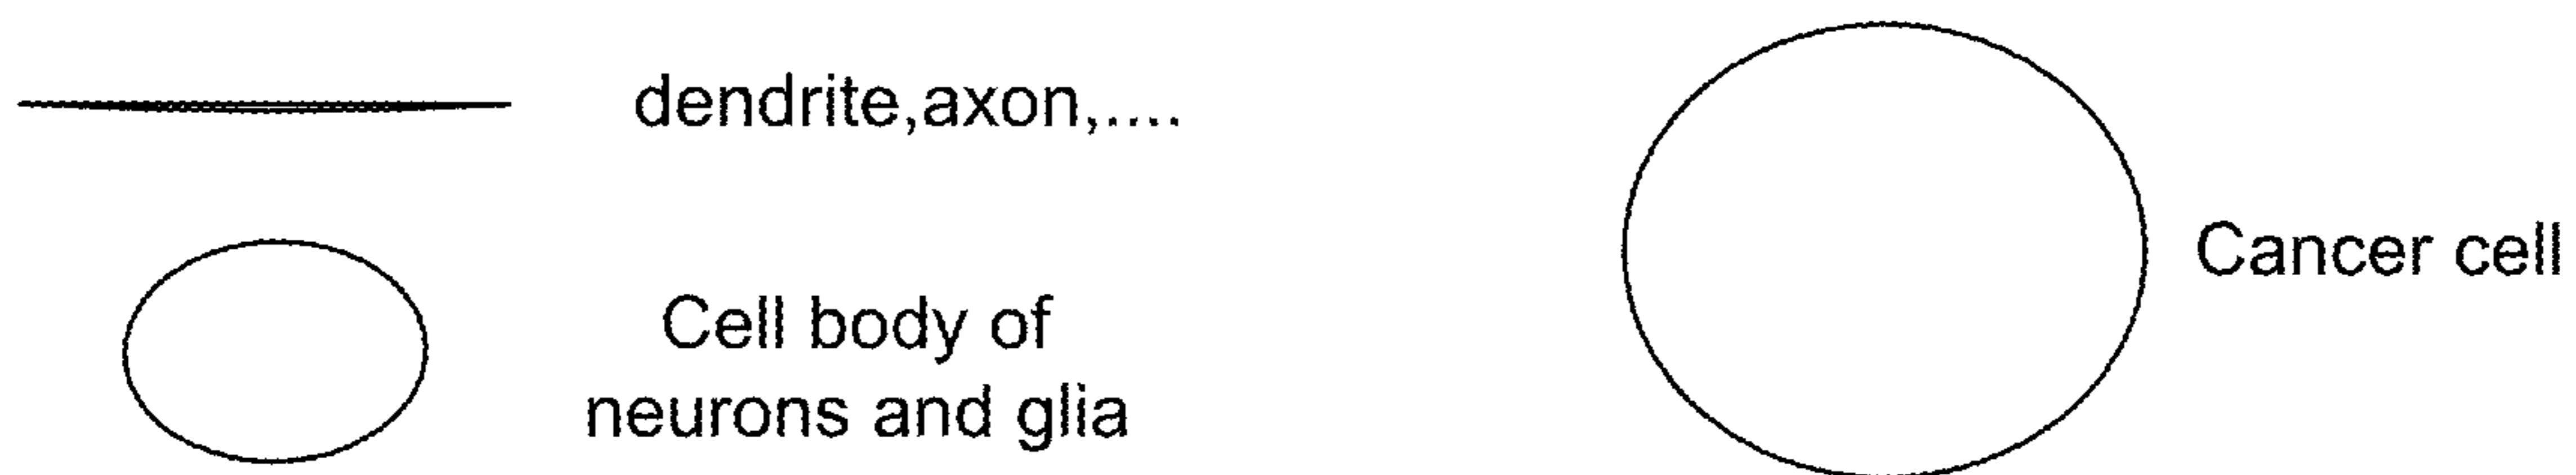 dendrite,axon,....
Cell body of
neurons and glia
Cancer cell